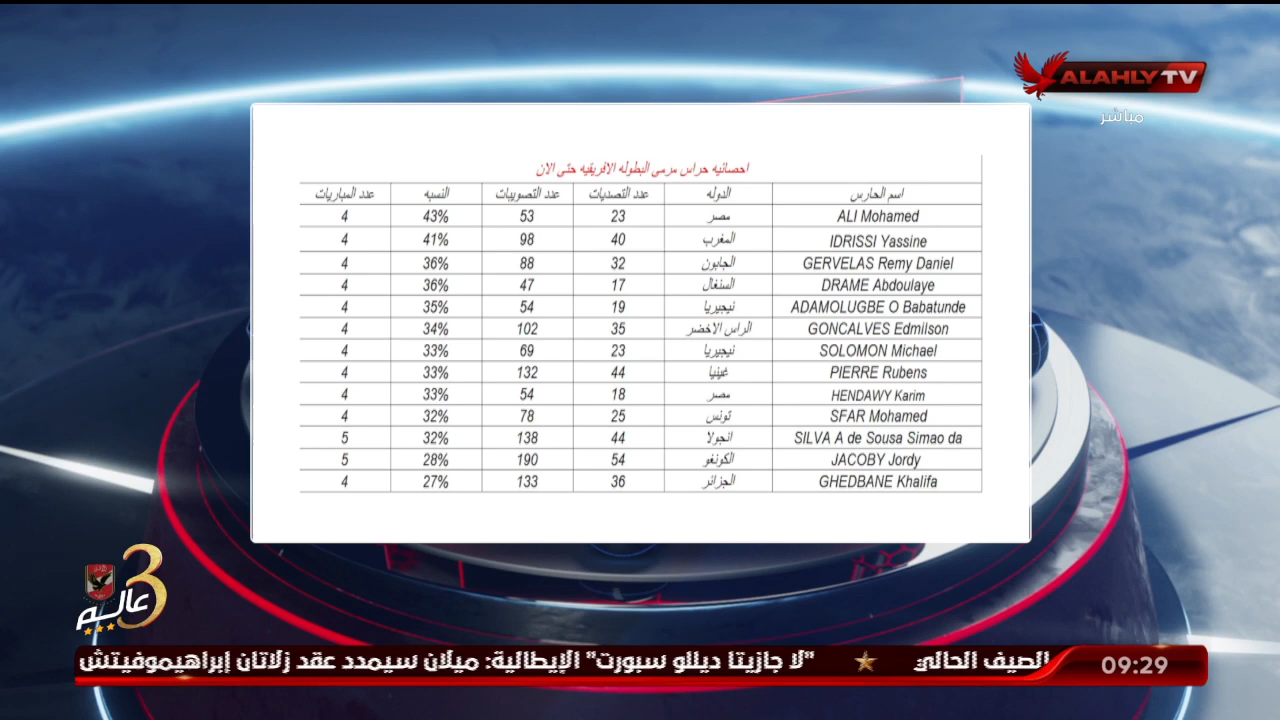 ALAHLY TV
مباشر
احصائيه حراس مرمى البطوله الافريقيه حتى الان
اسم الحارس الدوله عدد التصديات عدد التصويبات النسبه عدد المباريات
ALI Mohamed مصر 23 53 43% 4
IDRISSI Yassine المغرب 40 98 41% 4
GERVELAS Remy Daniel الجابون 32 88 36% 4
DRAME Abdoulaye السنغال 17 47 36% 4
ADAMOLUGBE O Babatunde نيجيريا 19 54 35% 4
GONCALVES Edmilson الراس الاخضر 35 102 34% 4
SOLOMON Michael نيجيريا 23 69 33% 4
PIERRE Rubens غينيا 44 132 33% 4
HENDAWY Karim مصر 18 54 33% 4
SFAR Mohamed تونس 25 78 32% 4
SILVA A de Sousa Simao da انجولا 44 138 32% 5
JACOBY Jordy الكونغو 54 190 28% 5
GHEDBANE Khalifa الجزائر 36 133 27% 4
3
عالم
09:29 الصيف الحالي "لا جازيتا ديللو سبورت" الإيطالية: ميلان سيمدد عقد زلاتان إبراهيموفيتش